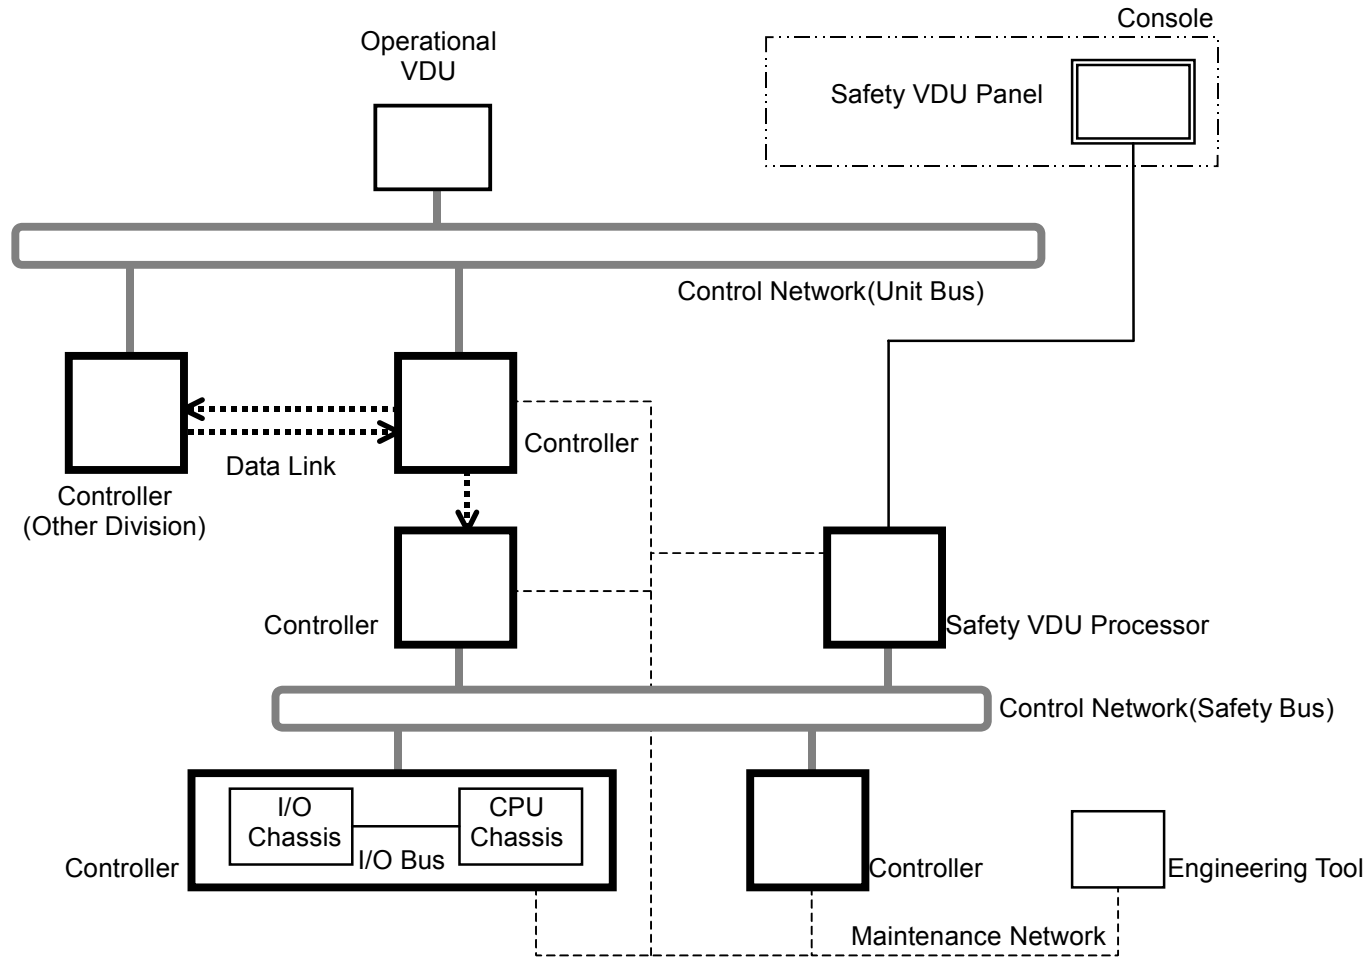 Console
Operational
VDU
Safety VDU Panel
Control Network(Unit Bus)
Data Link
Controller
Controller
(Other Division)
Controller
Safety VDU Processor
Control Network(Safety Bus)
I/O
Chassis
CPU
Chassis
I/O Bus
Controller
Controller
Engineering Tool
Maintenance Network